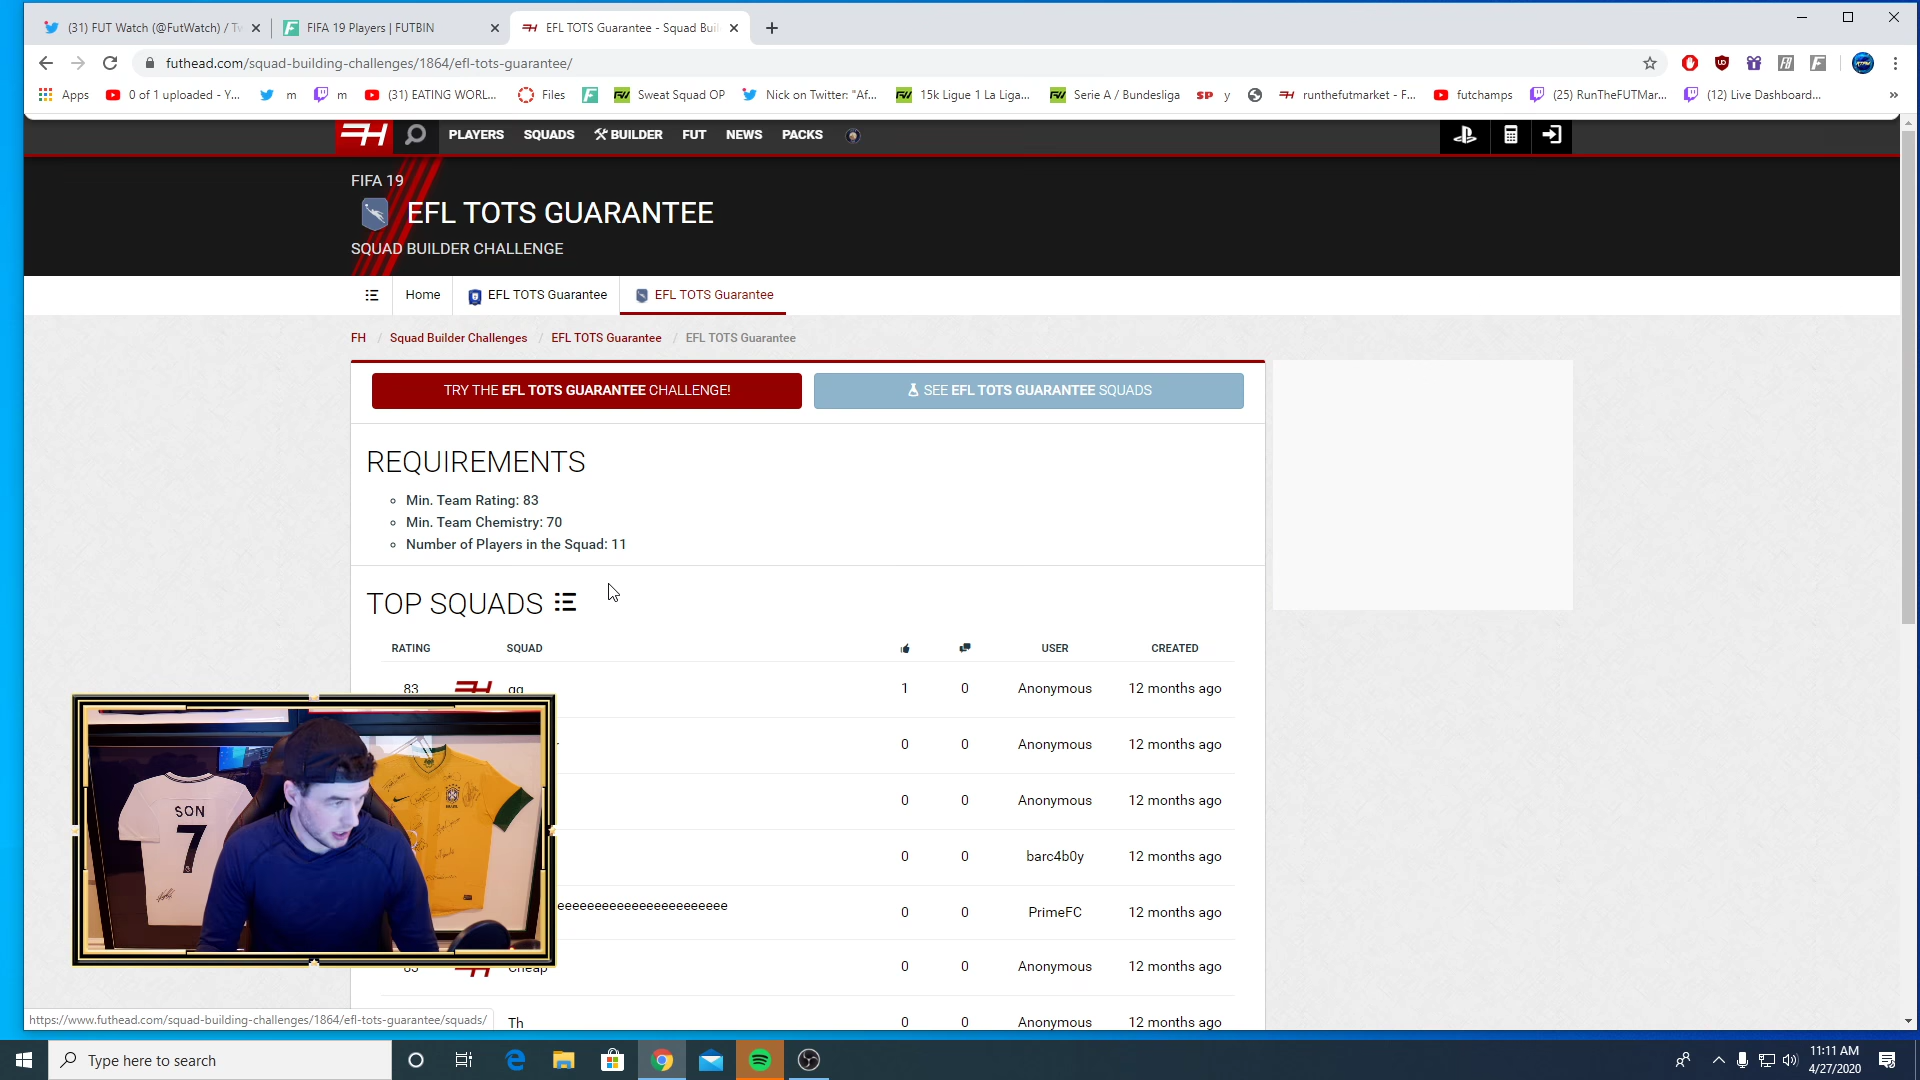 (31) FUT Watch (@FutWatch) / Tw
FIFA 19 Players | FUTBIN
EFL TOTS Guarantee - Squad Buil
futhead.com/squad-building-challenges/1864/efl-tots-guarantee/
Apps
0 of 1 uploaded - Y...
m
m
(31) EATING WORL...
Files
Sweat Squad OP
Nick on Twitter: "Af...
15k Ligue 1 La Liga...
Serie A / Bundesliga
SP y
runthefutmarket - F...
futchamps
(25) RunTheFUTMar...
(12) Live Dashboard...
»
FH
PLAYERS
SQUADS
BUILDER
FUT
NEWS
PACKS
FIFA 19
EFL TOTS GUARANTEE
SQUAD BUILDER CHALLENGE
Home
EFL TOTS Guarantee
EFL TOTS Guarantee
FH / Squad Builder Challenges / EFL TOTS Guarantee / EFL TOTS Guarantee
TRY THE EFL TOTS GUARANTEE CHALLENGE!
SEE EFL TOTS GUARANTEE SQUADS
REQUIREMENTS
Min. Team Rating: 83
Min. Team Chemistry: 70
Number of Players in the Squad: 11
TOP SQUADS
RATING SQUAD USER CREATED
83 1 0 Anonymous 12 months ago
0 0 Anonymous 12 months ago
0 0 Anonymous 12 months ago
0 0 barc4b0y 12 months ago
eeeeeeeeeeeeeeeeeeeeeee 0 0 PrimeFC 12 months ago
Cheap 0 0 Anonymous 12 months ago
Th 0 0 Anonymous 12 months ago
SON
7
https://www.futhead.com/squad-building-challenges/1864/efl-tots-guarantee/squads/
Type here to search
11:11 AM
4/27/2020